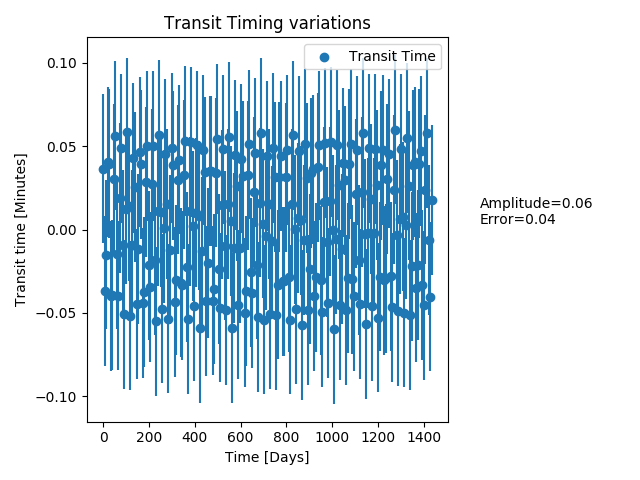 Transit Timing variations
Transit Time
0.10
0.05
0.00
−0.05
−0.10
Transit time [Minutes]
0 200 400 600 800 1000 1200 1400
Time [Days]
Amplitude=0.06
Error=0.04